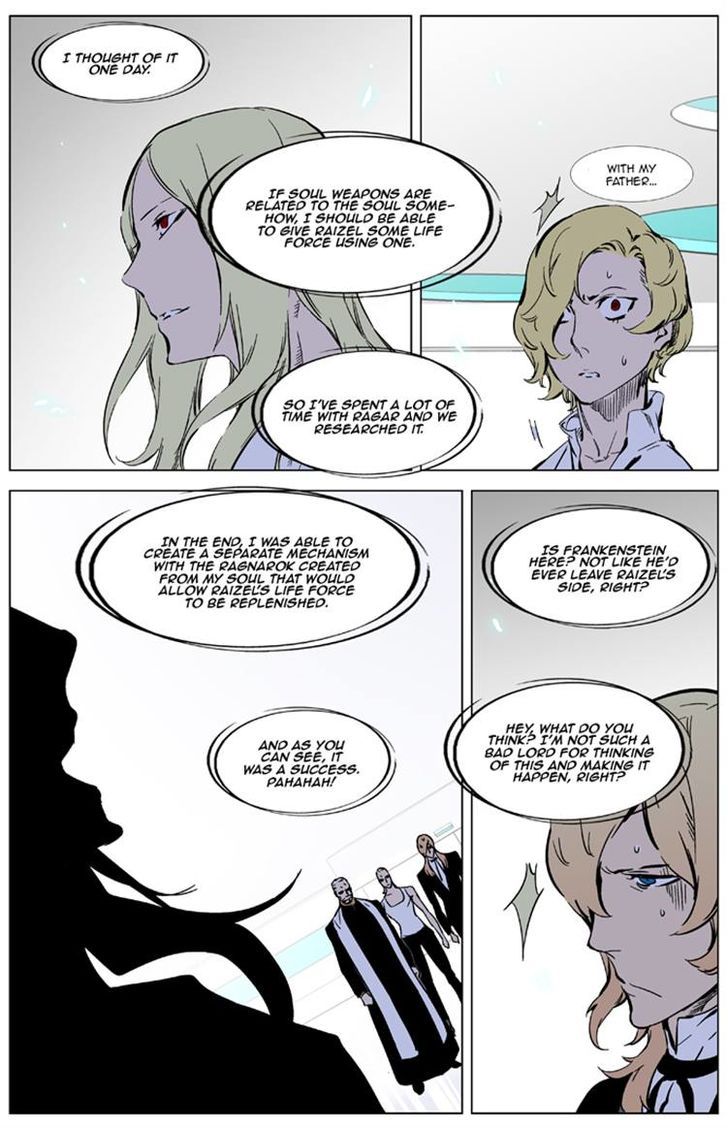 I THOUGHT OF IT
ONE DAY.
IF SOUL WEAPONS ARE
RELATED TO THE SOUL SOME-
HOW, I SHOULD BE ABLE
TO GIVE RAIZEL SOME LIFE
FORCE USING ONE.
SO I'VE SPENT A LOT OF
TIME WITH RAGAR AND WE
RESEARCHED IT.
WITH MY
FATHER...
IN THE END, I WAS ABLE TO
CREATE A SEPARATE MECHANISM
WITH THE RAGNAROK CREATED
FROM MY SOUL THAT WOULD
ALLOW RAIZEL'S LIFE FORCE
TO BE REPLENISHED.
AND AS YOU
CAN SEE, IT
WAS A SUCCESS.
PAHAHAH!
IS FRANKENSTEIN
HERE? NOT LIKE HE'D
EVER LEAVE RAIZEL'S
SIDE, RIGHT?
HEY, WHAT DO YOU
THINK? I'M NOT SUCH A
BAD LORD FOR THINKING
OF THIS AND MAKING IT
HAPPEN, RIGHT?